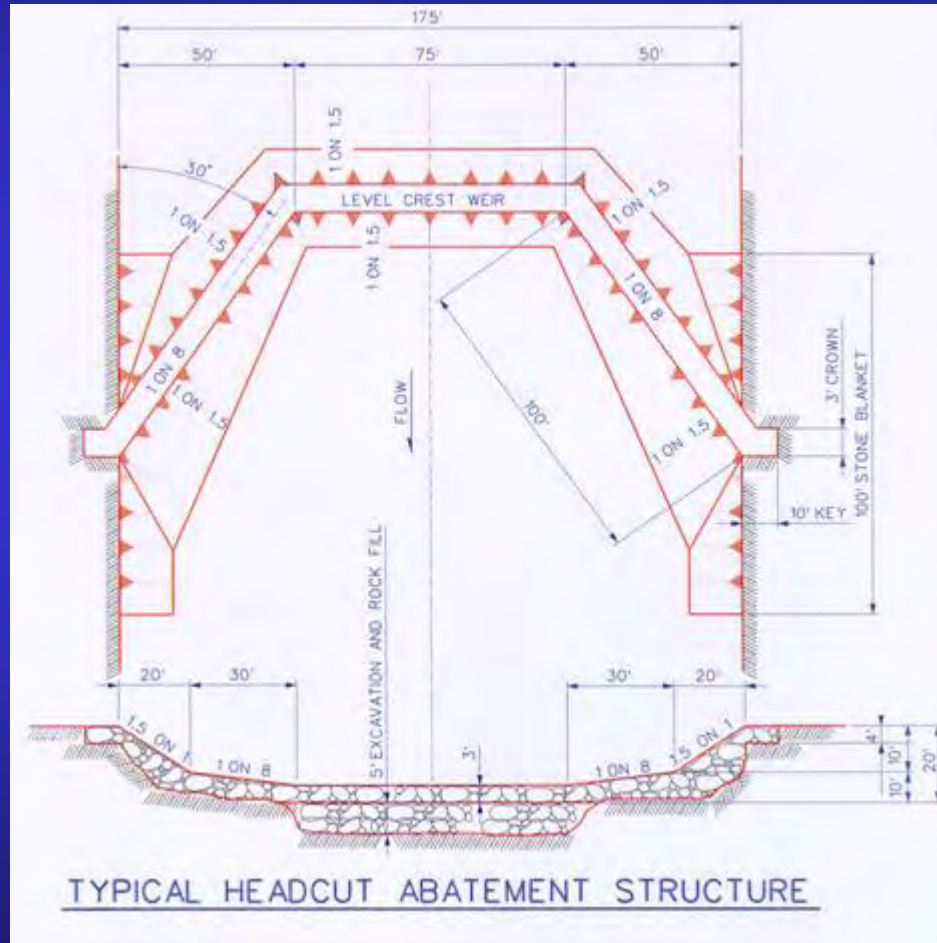 175'
50' 75' 50'
30°
1 ON 1.5
1 ON 1.5
LEVEL CREST WEIR
1 ON 1.5
1 ON 1.5
1 ON 8
1 ON 8
1 ON 1.5
1 ON 1.5
FLOW
100'
3' CROWN
100' STONE BLANKET
10' KEY
5' EXCAVATION AND ROCK FILL
20' 30' 30' 20'
1.5 ON 1
1 ON 8
3'
1 ON 8
1.5 ON 1
4'
10'
10'
20'
TYPICAL HEADCUT ABATEMENT STRUCTURE